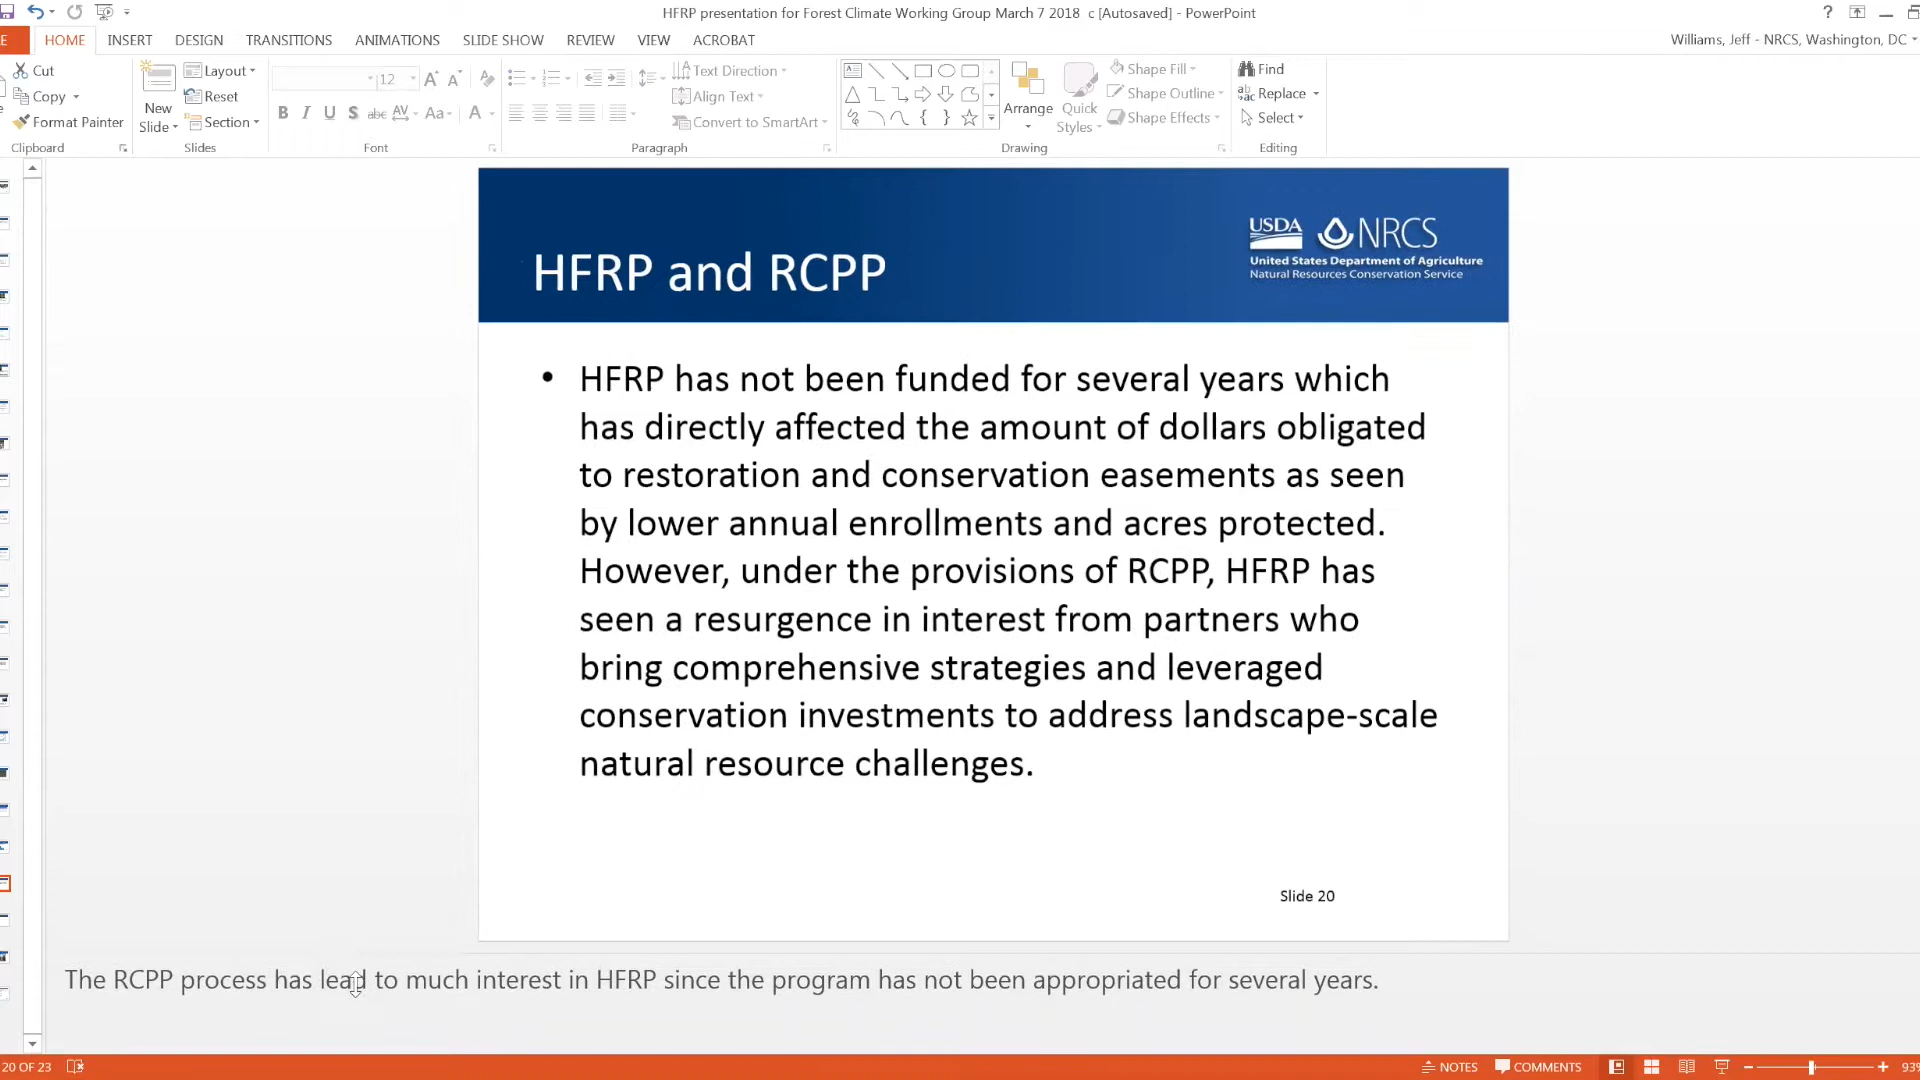 HFRP presentation for Forest Climate Working Group March 7 2018 c [Autosaved] - PowerPoint
HOME INSERT DESIGN TRANSITIONS ANIMATIONS SLIDE SHOW REVIEW VIEW ACROBAT
Williams, Jeff - NRCS, Washington, DC
Cut
Copy
Format Painter
Clipboard
New
Slide
Layout
Reset
Section
Slides
12
B I U S abc AV Aa A
Font
Text Direction
Align Text
Convert to SmartArt
Paragraph
Arrange
Quick
Styles
Shape Fill
Shape Outline
Shape Effects
Drawing
Find
Replace
Select
Editing
HFRP and RCPP
USDA NRCS
United States Department of Agriculture
Natural Resources Conservation Service
• HFRP has not been funded for several years which
has directly affected the amount of dollars obligated
to restoration and conservation easements as seen
by lower annual enrollments and acres protected.
However, under the provisions of RCPP, HFRP has
seen a resurgence in interest from partners who
bring comprehensive strategies and leveraged
conservation investments to address landscape-scale
natural resource challenges.
Slide 20
The RCPP process has lead to much interest in HFRP since the program has not been appropriated for several years.
20 OF 23
NOTES COMMENTS 93%